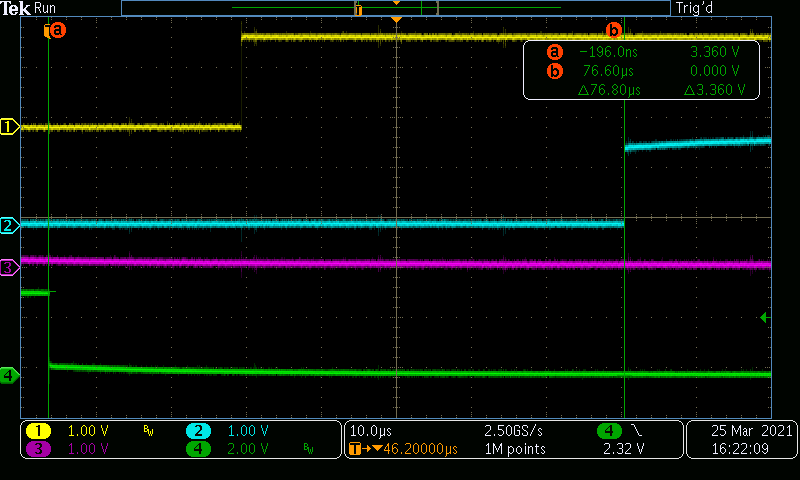 Tek Run Trig'd
a b
a −196.0ns 3.360 V
b 76.60µs 0.000 V
△76.80µs △3.360 V
1
2
3
4
1 1.00 V BW 2 1.00 V 10.0µs 2.50GS/s 4 2.32 V 25 Mar 2021
3 1.00 V 4 2.00 V BW T→▼46.20000µs 1M points 16:22:09